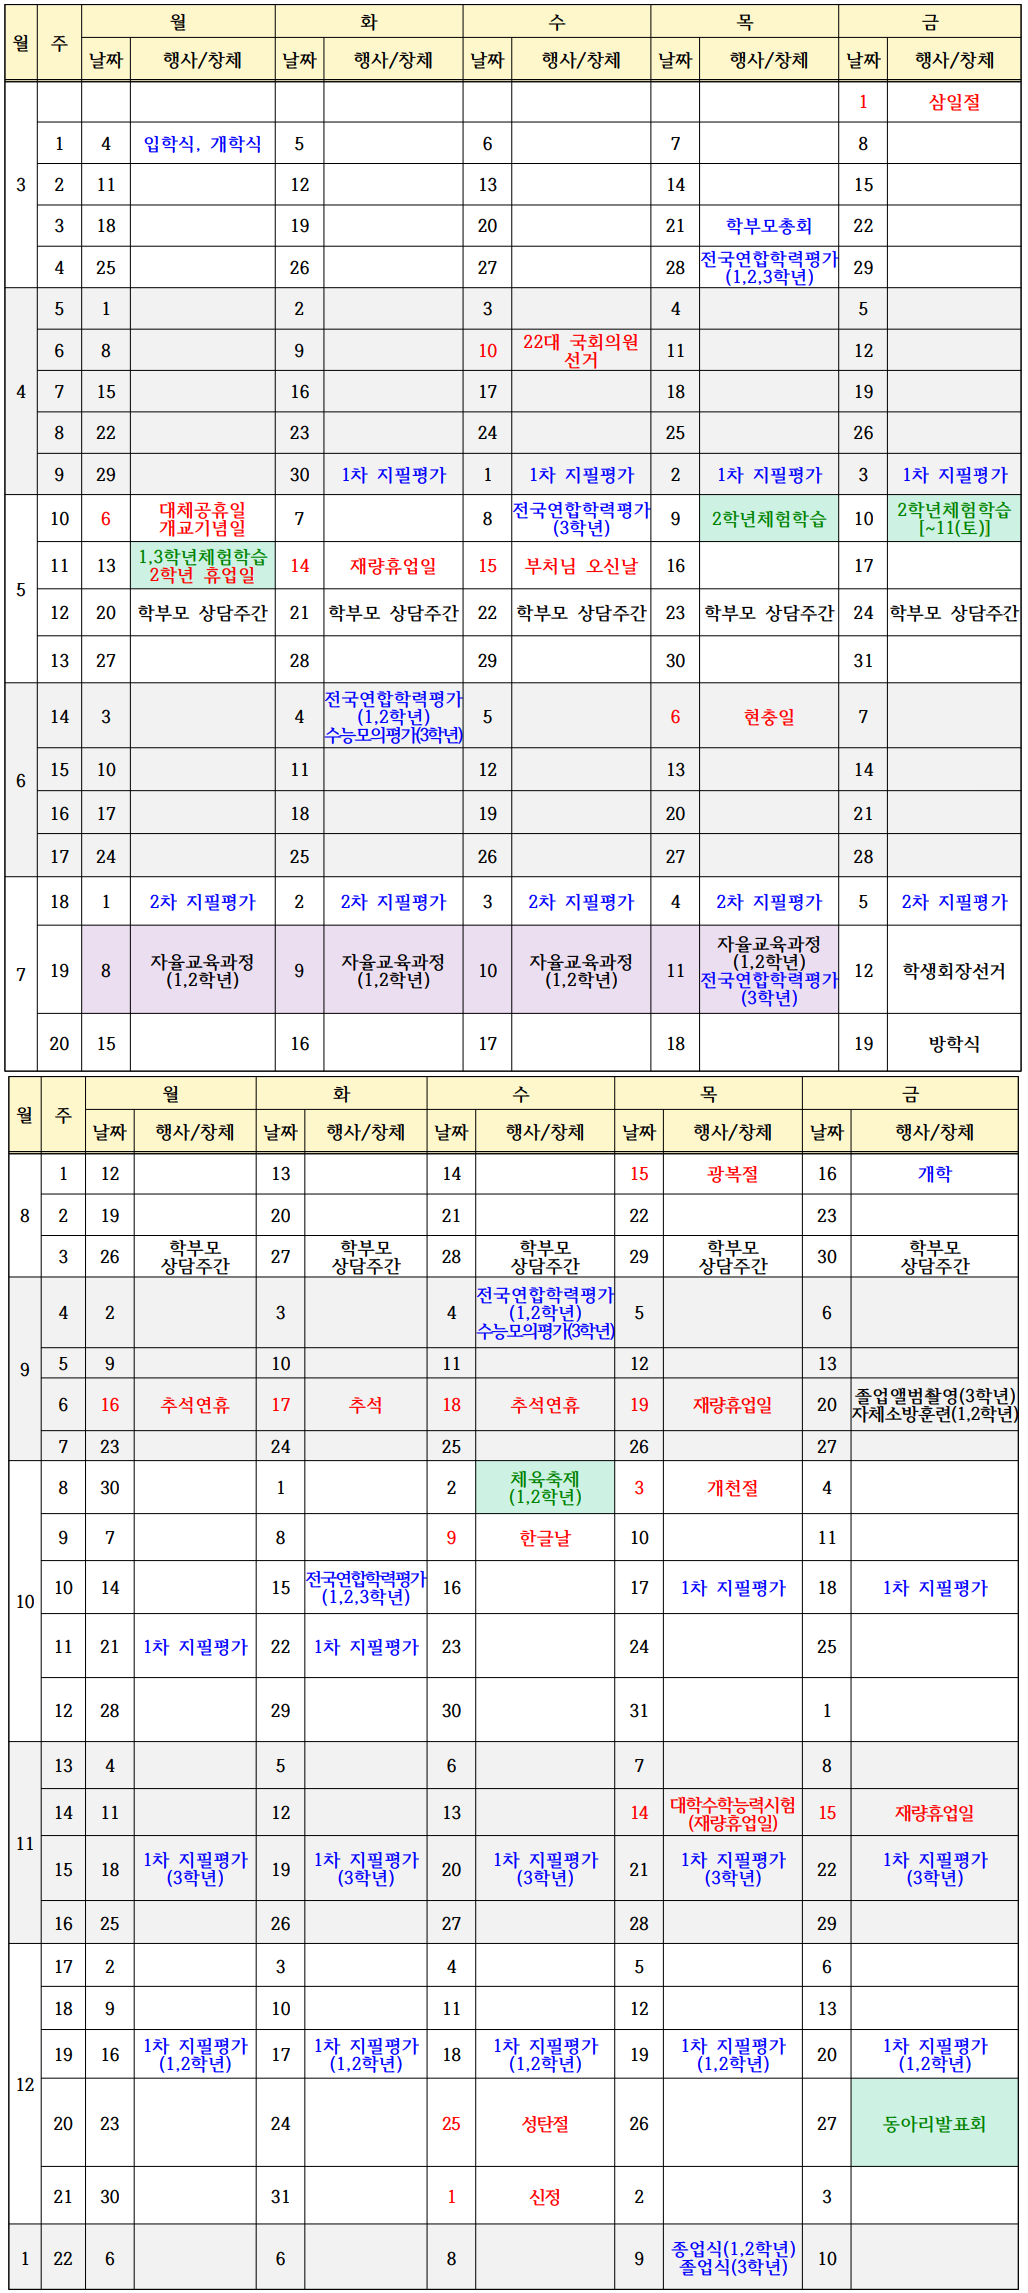 월 주 월 화 수 목 금
날짜 행사/창체 날짜 행사/창체 날짜 행사/창체 날짜 행사/창체 날짜 행사/창체
3
1 삼일절
1 4 입학식, 개학식 5 6 7 8
2 11 12 13 14 15
3 18 19 20 21 학부모총회 22
4 25 26 27 28 전국연합학력평가 29
(1,2,3학년)
4
5 1 2 3 4 5
6 8 9 10 22대 국회의원 11 12
선거
7 15 16 17 18 19
8 22 23 24 25 26
9 29 30 1차 지필평가 1 1차 지필평가 2 1차 지필평가 3 1차 지필평가
5
10 6 대체공휴일 7 8 전국연합학력평가 9 2학년체험학습 10 2학년체험학습
개교기념일 (3학년) [~11(토)]
11 13 1,3학년체험학습 14 재량휴업일 15 부처님 오신날 16 17
2학년 휴업일
12 20 학부모 상담주간 21 학부모 상담주간 22 학부모 상담주간 23 학부모 상담주간 24 학부모 상담주간
13 27 28 29 30 31
6
14 3 4 전국연합학력평가 5 6 현충일 7
(1,2학년)
수능모의평가(3학년)
15 10 11 12 13 14
16 17 18 19 20 21
17 24 25 26 27 28
7
18 1 2차 지필평가 2 2차 지필평가 3 2차 지필평가 4 2차 지필평가 5 2차 지필평가
19 8 자율교육과정 9 자율교육과정 10 자율교육과정 11 자율교육과정 12 학생회장선거
(1,2학년) (1,2학년) (1,2학년) (1,2학년)
전국연합학력평가
(3학년)
20 15 16 17 18 19 방학식
월 주 월 화 수 목 금
날짜 행사/창체 날짜 행사/창체 날짜 행사/창체 날짜 행사/창체 날짜 행사/창체
8
1 12 13 14 15 광복절 16 개학
2 19 20 21 22 23
3 26 학부모 27 학부모 28 학부모 29 학부모 30 학부모
상담주간 상담주간 상담주간 상담주간 상담주간
9
4 2 3 4 전국연합학력평가 5 6
(1,2학년)
수능모의평가(3학년)
5 9 10 11 12 13
6 16 추석연휴 17 추석 18 추석연휴 19 재량휴업일 20 졸업앨범촬영(3학년)
자체소방훈련(1,2학년)
7 23 24 25 26 27
10
8 30 1 2 체육축제 3 개천절 4
(1,2학년)
9 7 8 9 한글날 10 11
10 14 15 전국연합학력평가 16 17 1차 지필평가 18 1차 지필평가
(1,2,3학년)
11 21 1차 지필평가 22 1차 지필평가 23 24 25
12 28 29 30 31 1
11
13 4 5 6 7 8
14 11 12 13 14 대학수학능력시험 15 재량휴업일
(재량휴업일)
15 18 1차 지필평가 19 1차 지필평가 20 1차 지필평가 21 1차 지필평가 22 1차 지필평가
(3학년) (3학년) (3학년) (3학년) (3학년)
16 25 26 27 28 29
12
17 2 3 4 5 6
18 9 10 11 12 13
19 16 1차 지필평가 17 1차 지필평가 18 1차 지필평가 19 1차 지필평가 20 1차 지필평가
(1,2학년) (1,2학년) (1,2학년) (1,2학년) (1,2학년)
20 23 24 25 성탄절 26 27 동아리발표회
21 30 31 1 신정 2 3
1 22 6 6 8 9 종업식(1,2학년) 10
졸업식(3학년)